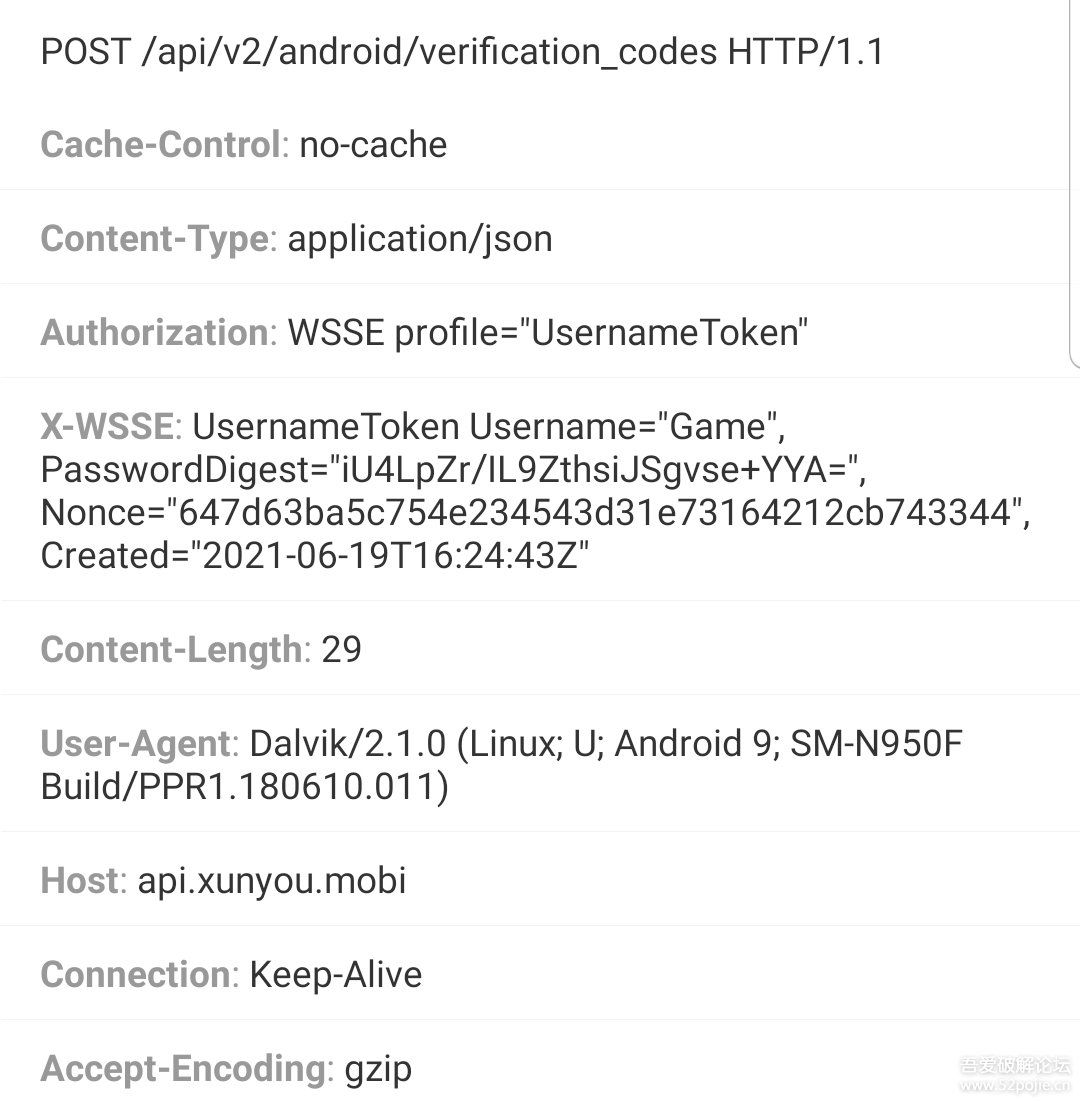 POST /api/v2/android/verification_codes HTTP/1.1
Cache-Control: no-cache
Content-Type: application/json
Authorization: WSSE profile="UsernameToken"
X-WSSE: UsernameToken Username="Game",
PasswordDigest="iU4LpZr/IL9ZthsiJSgvse+YYA=",
Nonce="647d63ba5c754e234543d31e73164212cb743344",
Created="2021-06-19T16:24:43Z"
Content-Length: 29
User-Agent: Dalvik/2.1.0 (Linux; U; Android 9; SM-N950F
Build/PPR1.180610.011)
Host: api.xunyou.mobi
Connection: Keep-Alive
Accept-Encoding: gzip
吾爱破解论坛
www.52pojie.cn